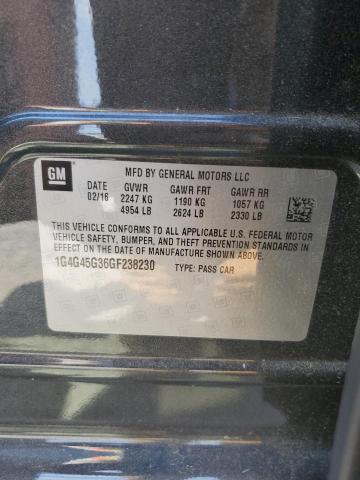 GM
MFD BY GENERAL MOTORS LLC
DATE GVWR GAWR FRT GAWR RR
02/16 2247 KG 1190 KG 1057 KG
4954 LB 2624 LB 2330 LB
THIS VEHICLE CONFORMS TO ALL APPLICABLE U.S. FEDERAL MOTOR
VEHICLE SAFETY, BUMPER, AND THEFT PREVENTION STANDARDS IN
EFFECT ON THE DATE OF MANUFACTURE SHOWN ABOVE.
1G4G45G36GF238230 TYPE: PASS CAR